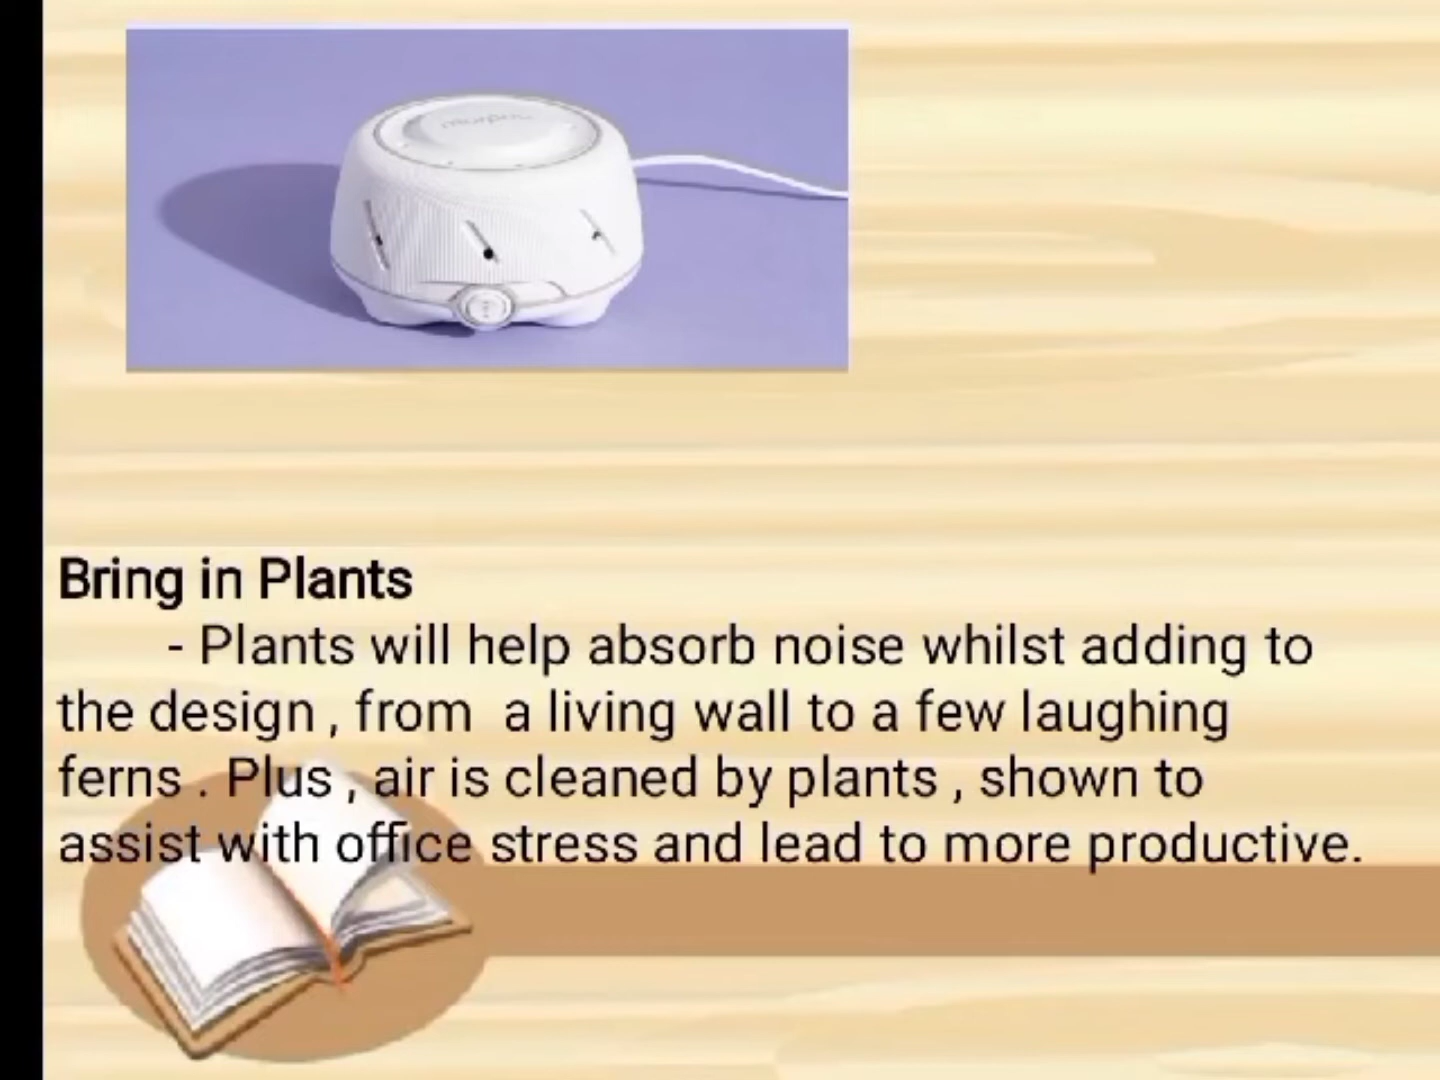 Bring in Plants
- Plants will help absorb noise whilst adding to
the design , from a living wall to a few laughing
ferns . Plus , air is cleaned by plants , shown to
assist with office stress and lead to more productive.